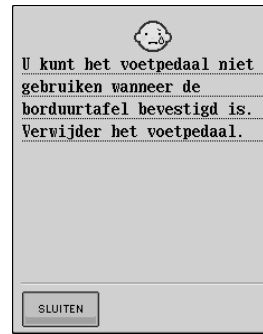 U kunt het voetpedaal niet
gebruiken wanneer de
borduurtafel bevestigd is.
Verwijder het voetpedaal.
SLUITEN